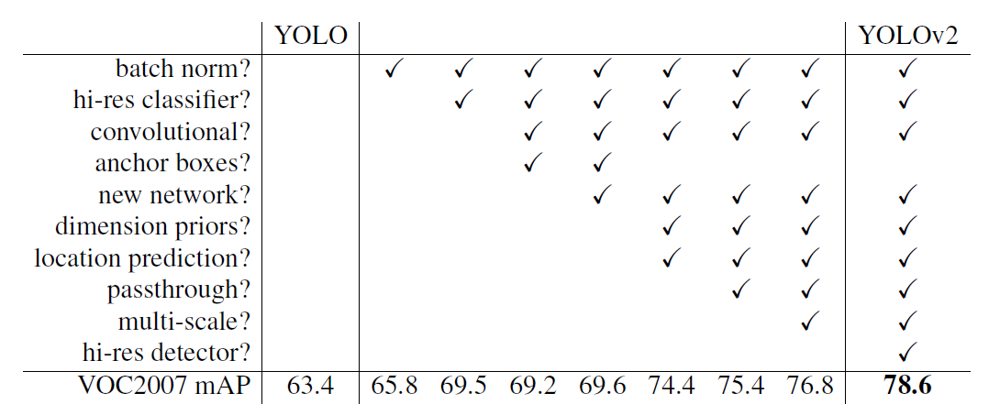 YOLO YOLOv2
batch norm? ✓ ✓ ✓ ✓ ✓ ✓ ✓ ✓
hi-res classifier? ✓ ✓ ✓ ✓ ✓ ✓ ✓
convolutional? ✓ ✓ ✓ ✓ ✓ ✓
anchor boxes? ✓ ✓
new network? ✓ ✓ ✓ ✓ ✓
dimension priors? ✓ ✓ ✓ ✓
location prediction? ✓ ✓ ✓ ✓
passthrough? ✓ ✓ ✓
multi-scale? ✓ ✓
hi-res detector? ✓
VOC2007 mAP 63.4 65.8 69.5 69.2 69.6 74.4 75.4 76.8 78.6